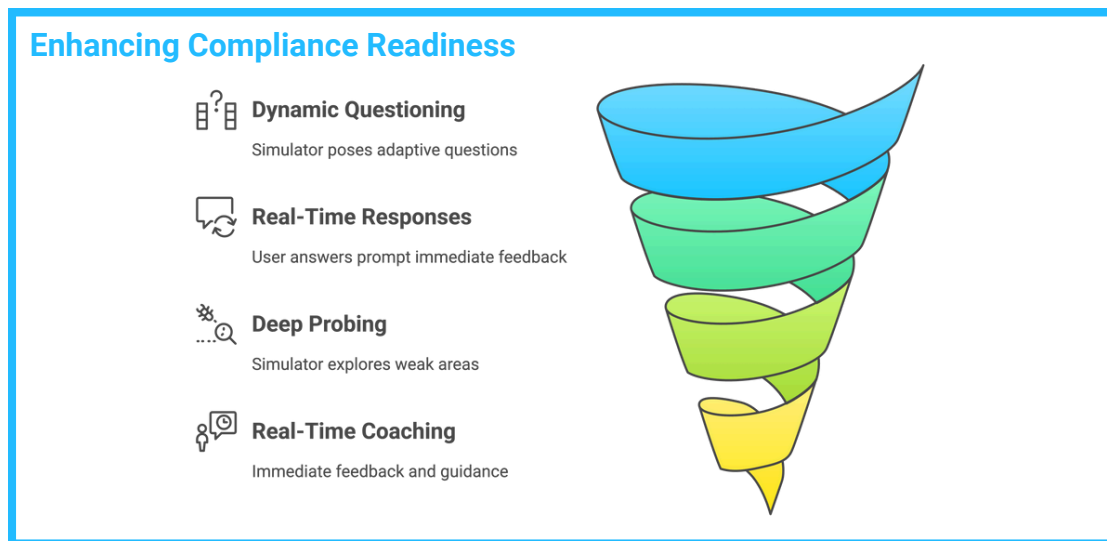 Enhancing Compliance Readiness
Dynamic Questioning
Simulator poses adaptive questions
Real-Time Responses
User answers prompt immediate feedback
Deep Probing
Simulator explores weak areas
Real-Time Coaching
Immediate feedback and guidance